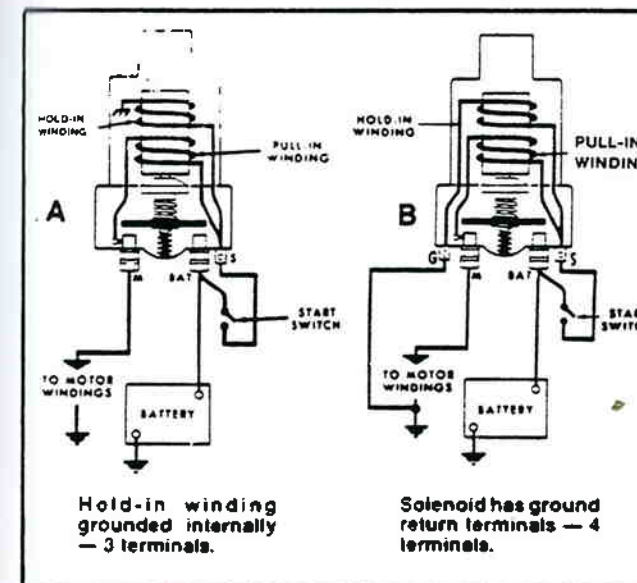 HOLD-IN
WINDING
PULL-IN
WINDING
A
M
BAT
S
START
SWITCH
TO MOTOR
WINDINGS
BATTERY
Hold-in winding
grounded internally
— 3 terminals.
HOLD-IN
WINDING
PULL-IN
WINDING
B
G
M
BAT
S
START
SWITCH
TO MOTOR
WINDINGS
BATTERY
Solenoid has ground
return terminals — 4
terminals.